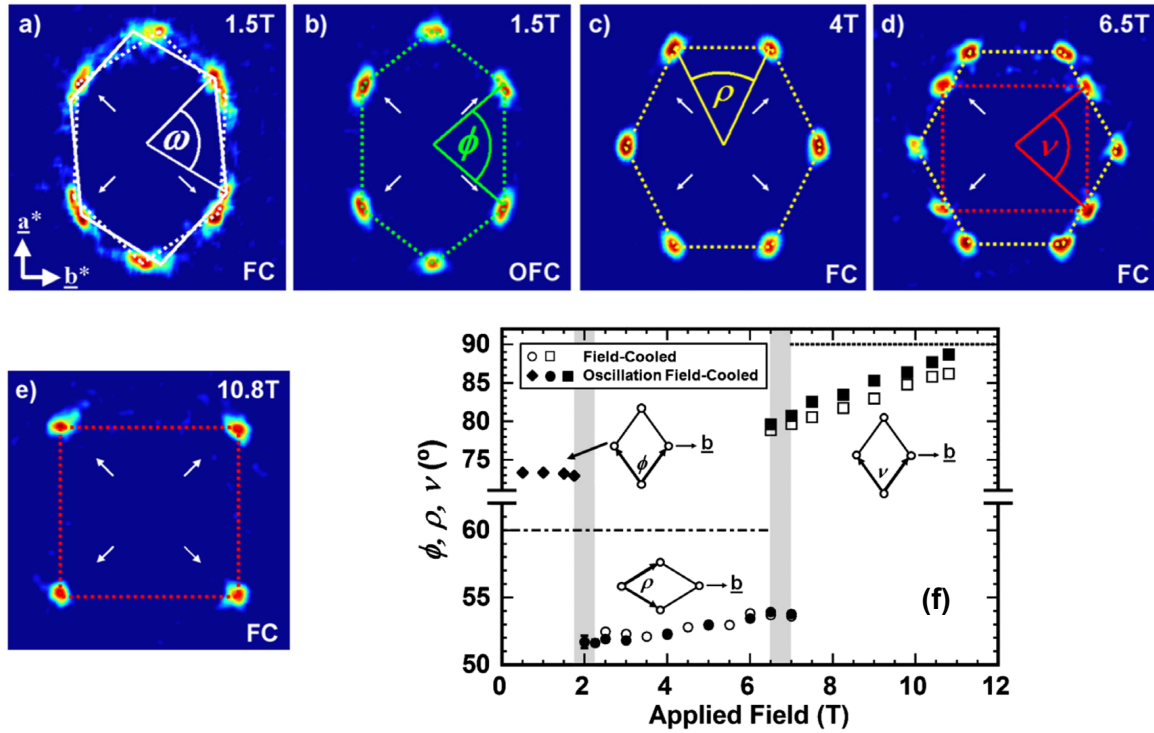 a) 1.5T
ω
a*
b*
FC
b) 1.5T
ϕ
OFC
c) 4T
ρ
FC
d) 6.5T
ν
FC
e) 10.8T
FC
90
85
80
75
60
55
50
ϕ, ρ, ν (º)
Field-Cooled
Oscillation Field-Cooled
ϕ
b
ν
b
ρ
b
(f)
0 2 4 6 8 10 12
Applied Field (T)